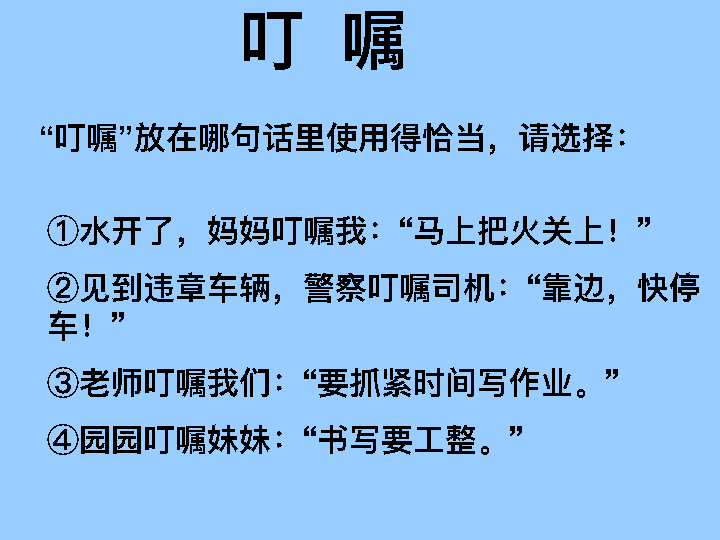 叮 嘱
“叮嘱”放在哪句话里使用得恰当，请选择：
①水开了，妈妈叮嘱我：“马上把火关上！”
②见到违章车辆，警察叮嘱司机：“靠边，快停
车！”
③老师叮嘱我们：“要抓紧时间写作业。”
④园园叮嘱妹妹：“书写要工整。”